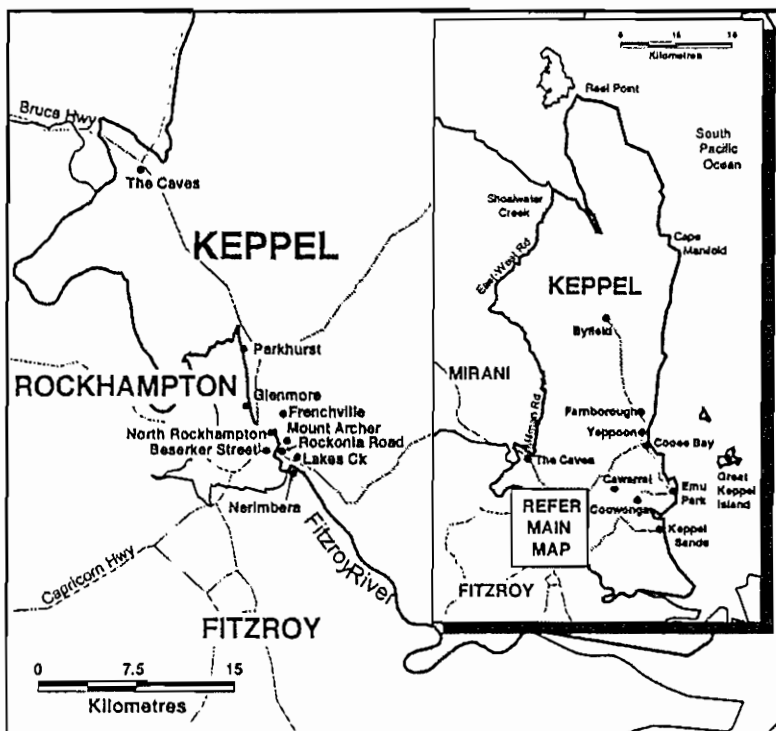 Bruce Hwy
The Caves
KEPPEL
Parkhurst
ROCKHAMPTON
Glenmore
Frenchville
Mount Archer
North Rockhampton
Rockonia Road
Beserker Street
Lakes Ck
Nerimbera
Fitzroy River
Capricorn Hwy
FITZROY
0 7.5 15
Kilometres
Kilometres
Reef Point
South
Pacific
Ocean
Shoalwater
Creek
Cape
Manifold
East-West Rd
KEPPEL
Byfield
MIRANI
Farnborough
Yeppoon
Cooee Bay
The Caves
Cawarral
Emu
Park
Great
Keppel
Island
Coowonga
Keppel
Sands
REFER
MAIN
MAP
FITZROY